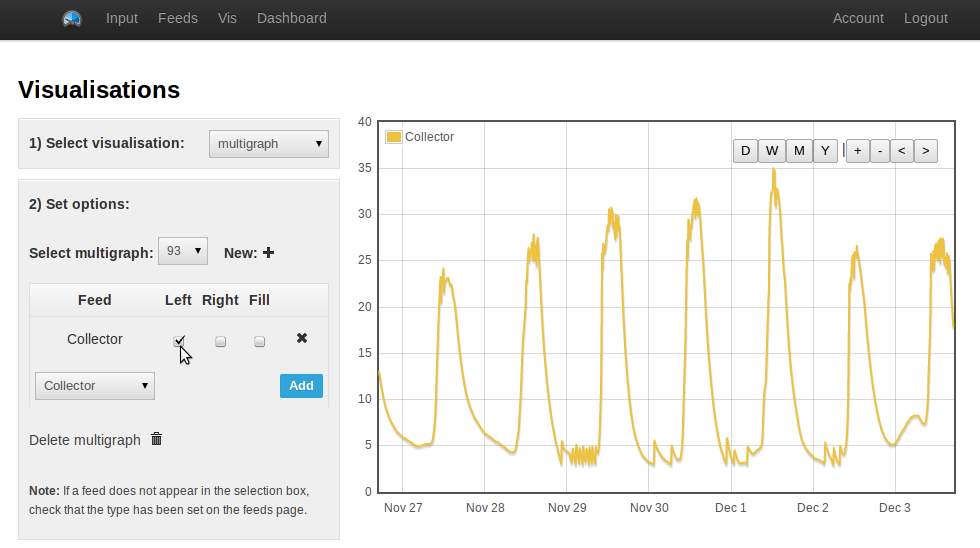 Input Feeds Vis Dashboard Account Logout
Visualisations
1) Select visualisation: multigraph
2) Set options:
Select multigraph: 93 New:
Feed Left Right Fill
Collector
Collector Add
Delete multigraph
Note: If a feed does not appear in the selection box,
check that the type has been set on the feeds page.
Collector
D W M Y | + - < >
40
35
30
25
20
15
10
5
0
Nov 27 Nov 28 Nov 29 Nov 30 Dec 1 Dec 2 Dec 3